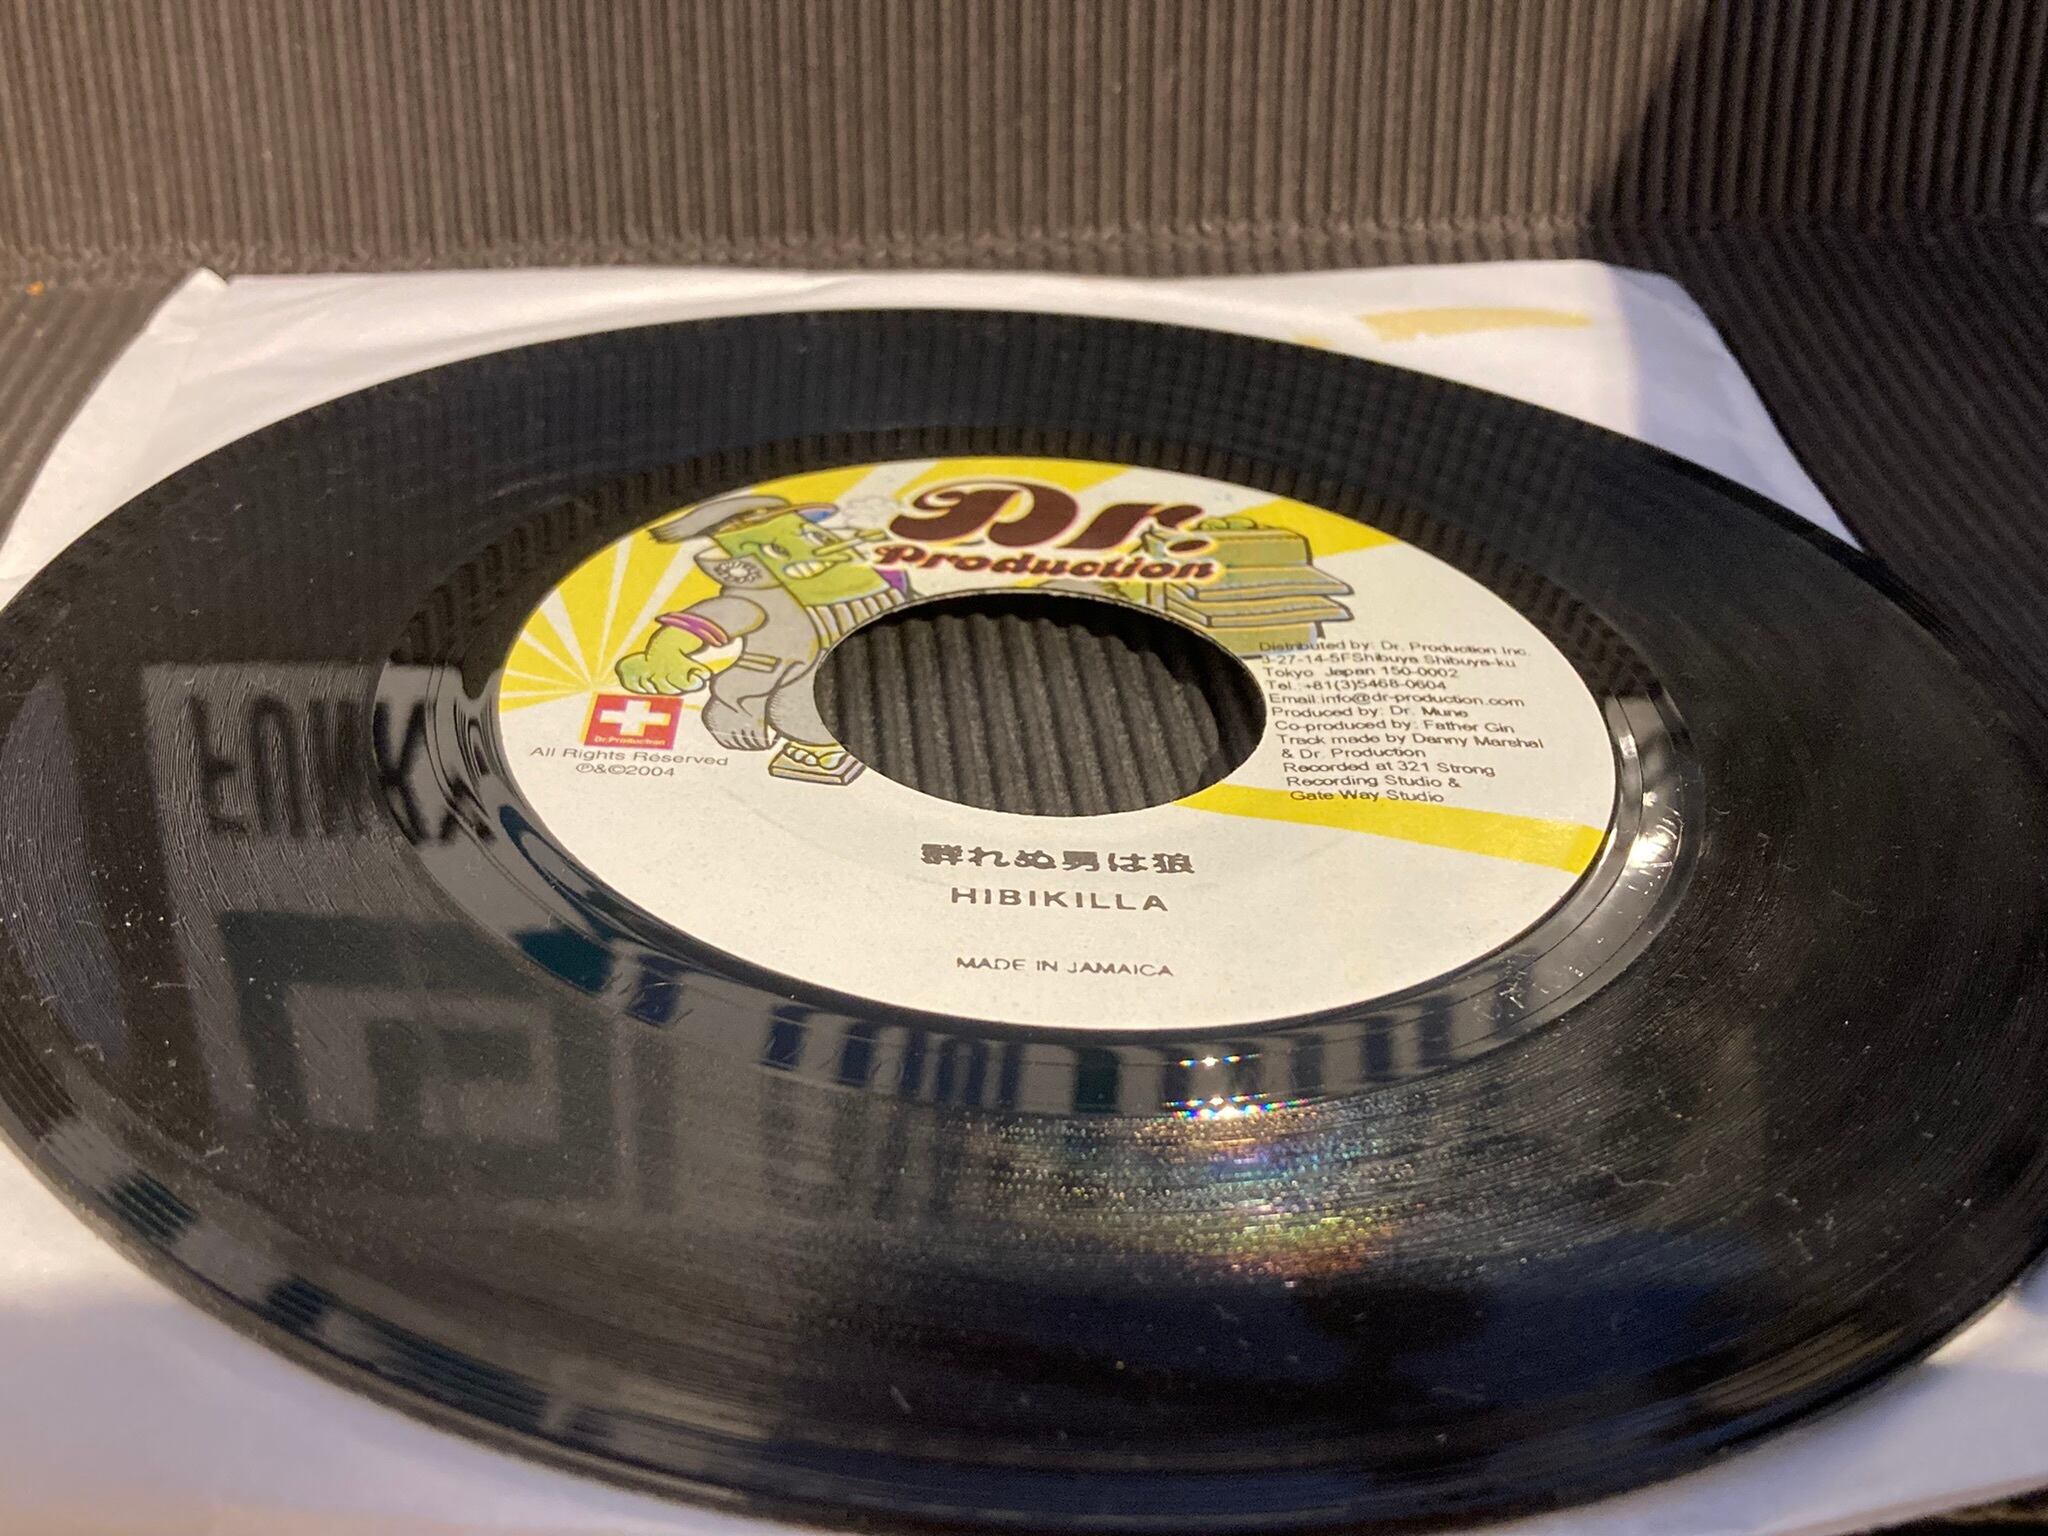 Dr.
Production
Distributed by: Dr. Production Inc.
3-27-14-5FShibuya Shibuya-ku
Tokyo Japan 150-0002
Tel.:+81(3)5468-0604
Email:info@dr-production.com
Produced by: Dr. Mune
Co-produced by: Father Gin
Track made by Danny Marshal
& Dr. Production
Recorded at 321 Strong
Recording Studio &
Gate Way Studio
Dr.Production
All Rights Reserved
℗&©2004
群れぬ男は狼
HIBIKILLA
MADE IN JAMAICA